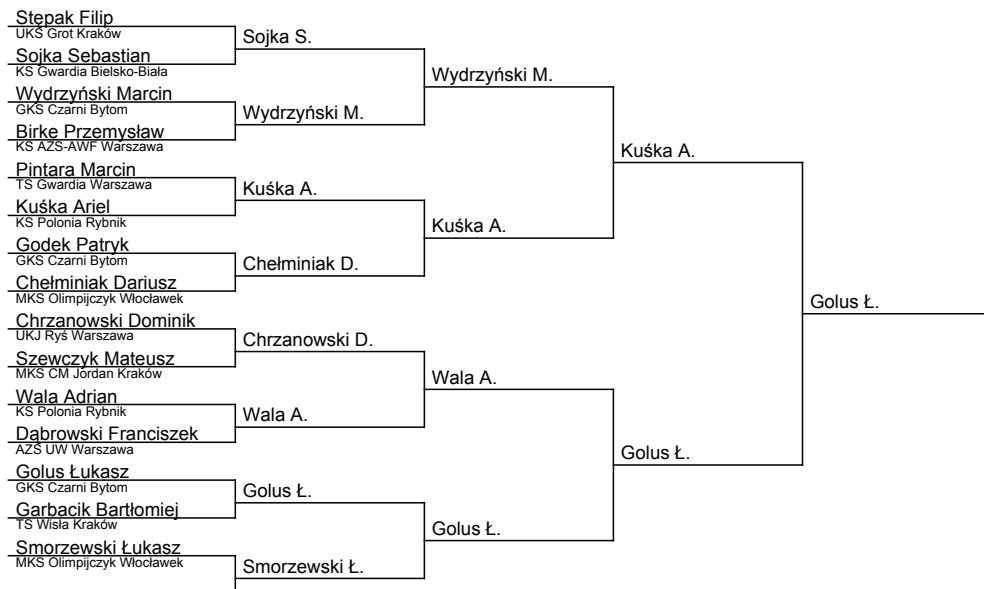 Stępak Filip
UKS Grot Kraków
Sojka Sebastian
KS Gwardia Bielsko-Biała
Wydrzyński Marcin
GKS Czarni Bytom
Birke Przemysław
KS AZS-AWF Warszawa
Pintara Marcin
TS Gwardia Warszawa
Kuśka Ariel
KS Polonia Rybnik
Godek Patryk
GKS Czarni Bytom
Chełminiak Dariusz
MKS Olimpijczyk Włocławek
Chrzanowski Dominik
UKJ Ryś Warszawa
Szewczyk Mateusz
MKS CM Jordan Kraków
Wala Adrian
KS Polonia Rybnik
Dąbrowski Franciszek
AZS UW Warszawa
Golus Łukasz
GKS Czarni Bytom
Garbacik Bartłomiej
TS Wisła Kraków
Smorzewski Łukasz
MKS Olimpijczyk Włocławek
Sojka S.
Wydrzyński M.
Kuśka A.
Chełminiak D.
Chrzanowski D.
Wala A.
Golus Ł.
Smorzewski Ł.
Wydrzyński M.
Kuśka A.
Wala A.
Golus Ł.
Kuśka A.
Golus Ł.
Golus Ł.